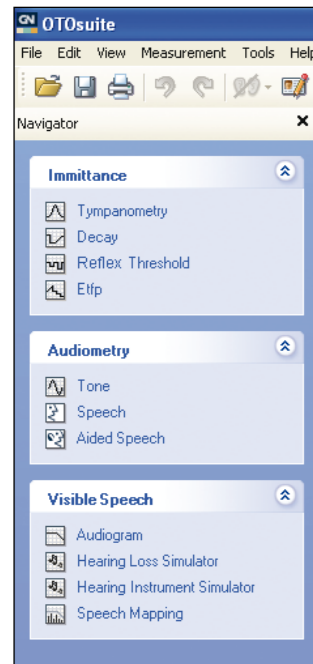 GN OTOsuite
File Edit View Measurement Tools Help
Navigator
Immittance
Tympanometry
Decay
Reflex Threshold
Etfp
Audiometry
Tone
Speech
Aided Speech
Visible Speech
Audiogram
Hearing Loss Simulator
Hearing Instrument Simulator
Speech Mapping